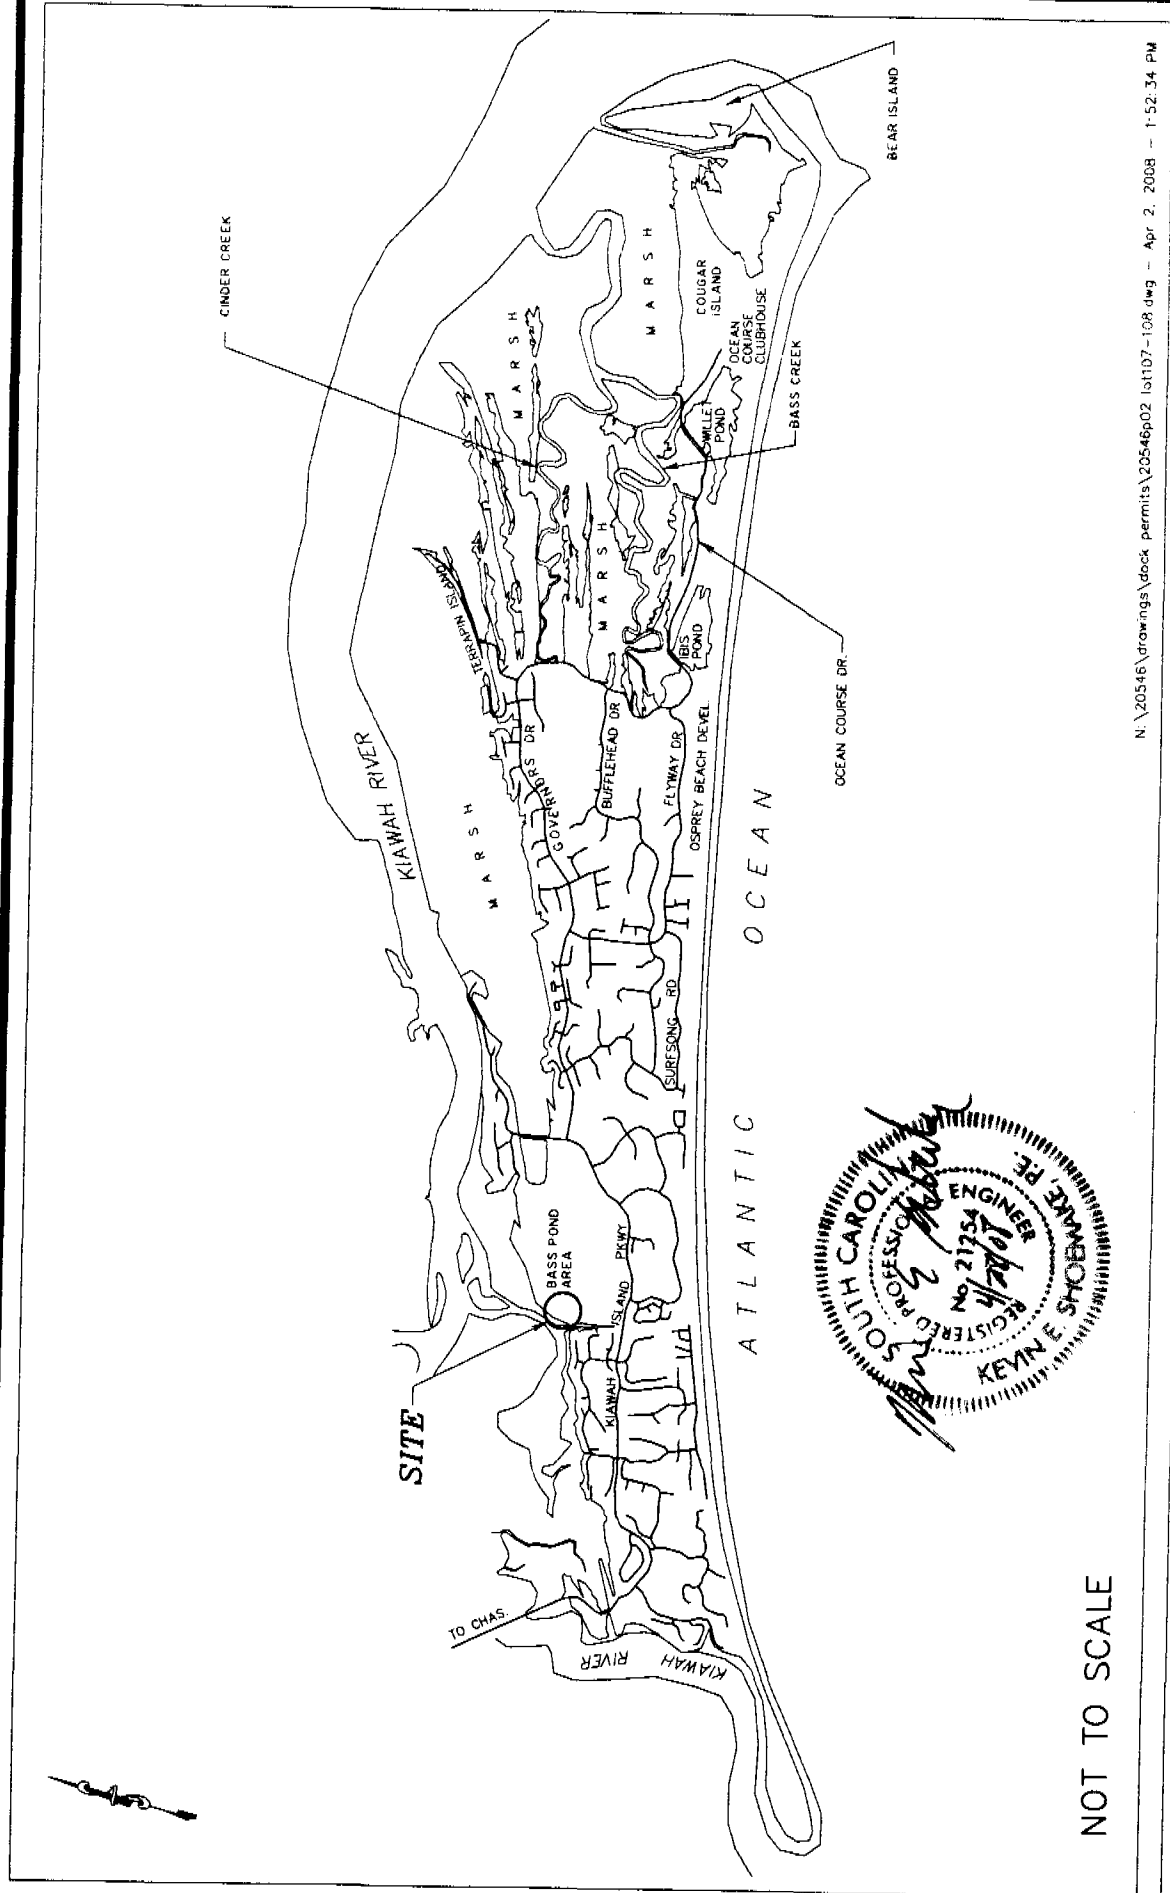 CINDER CREEK
BEAR ISLAND
KIAWAH RIVER
TERRAPIN ISLAND
MARSH
MARSH
MARSH
MARSH
COUGAR
ISLAND
OCEAN
COURSE
CLUBHOUSE
WILLET
POND
BASS CREEK
IBIS
POND
OCEAN COURSE DR.
GOVERNORS DR
BUFFLEHEAD DR
FLYWAY DR
OSPREY BEACH DEVEL
SURFSONG RD
BASS POND
AREA
SITE
KIAWAH ISLAND PKWY
TO CHAS.
KIAWAH RIVER
ATLANTIC OCEAN
SOUTH CAROLINA
REGISTERED PROFESSIONAL ENGINEER
No. 21254
KEVIN E. SHOEMAKE, P.E.
NOT TO SCALE
N:\20546\drawings\dock permits\20546p02 lot107-108.dwg - Apr 2, 2008 - 1:52:34 PM